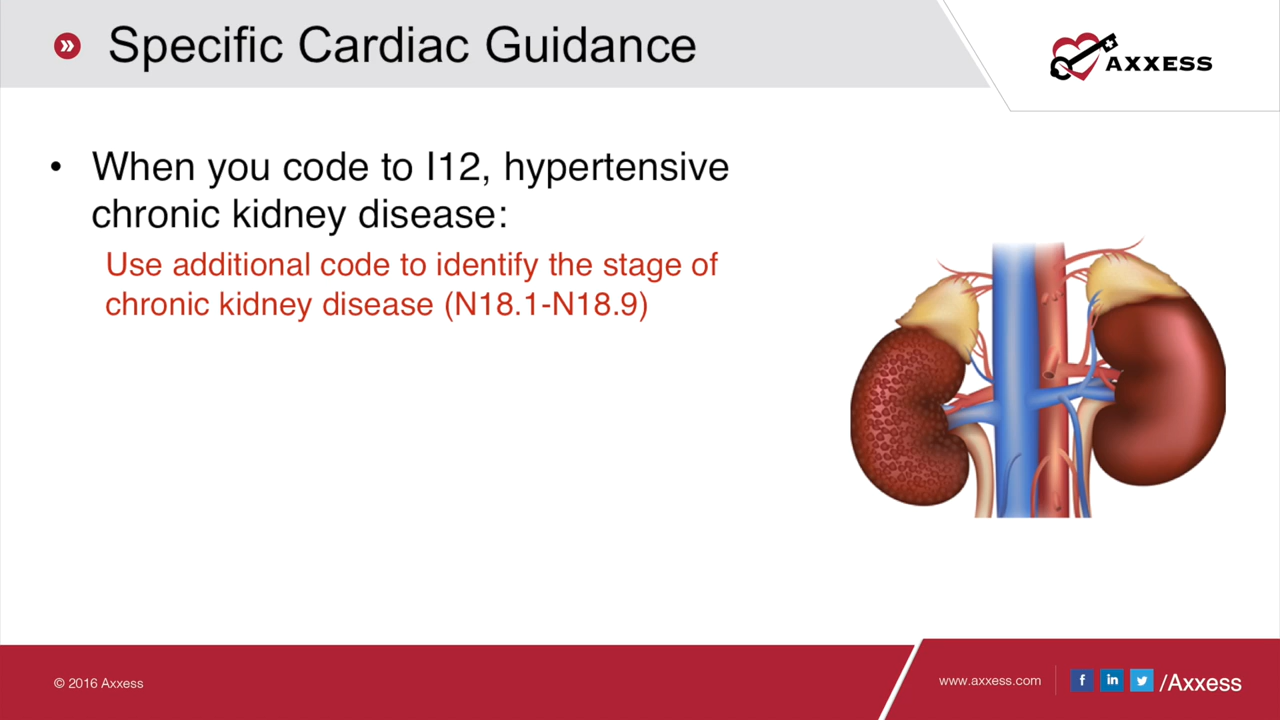 Specific Cardiac Guidance
AXXESS
• When you code to I12, hypertensive
chronic kidney disease:
Use additional code to identify the stage of
chronic kidney disease (N18.1-N18.9)
© 2016 Axxess
www.axxess.com
/Axxess